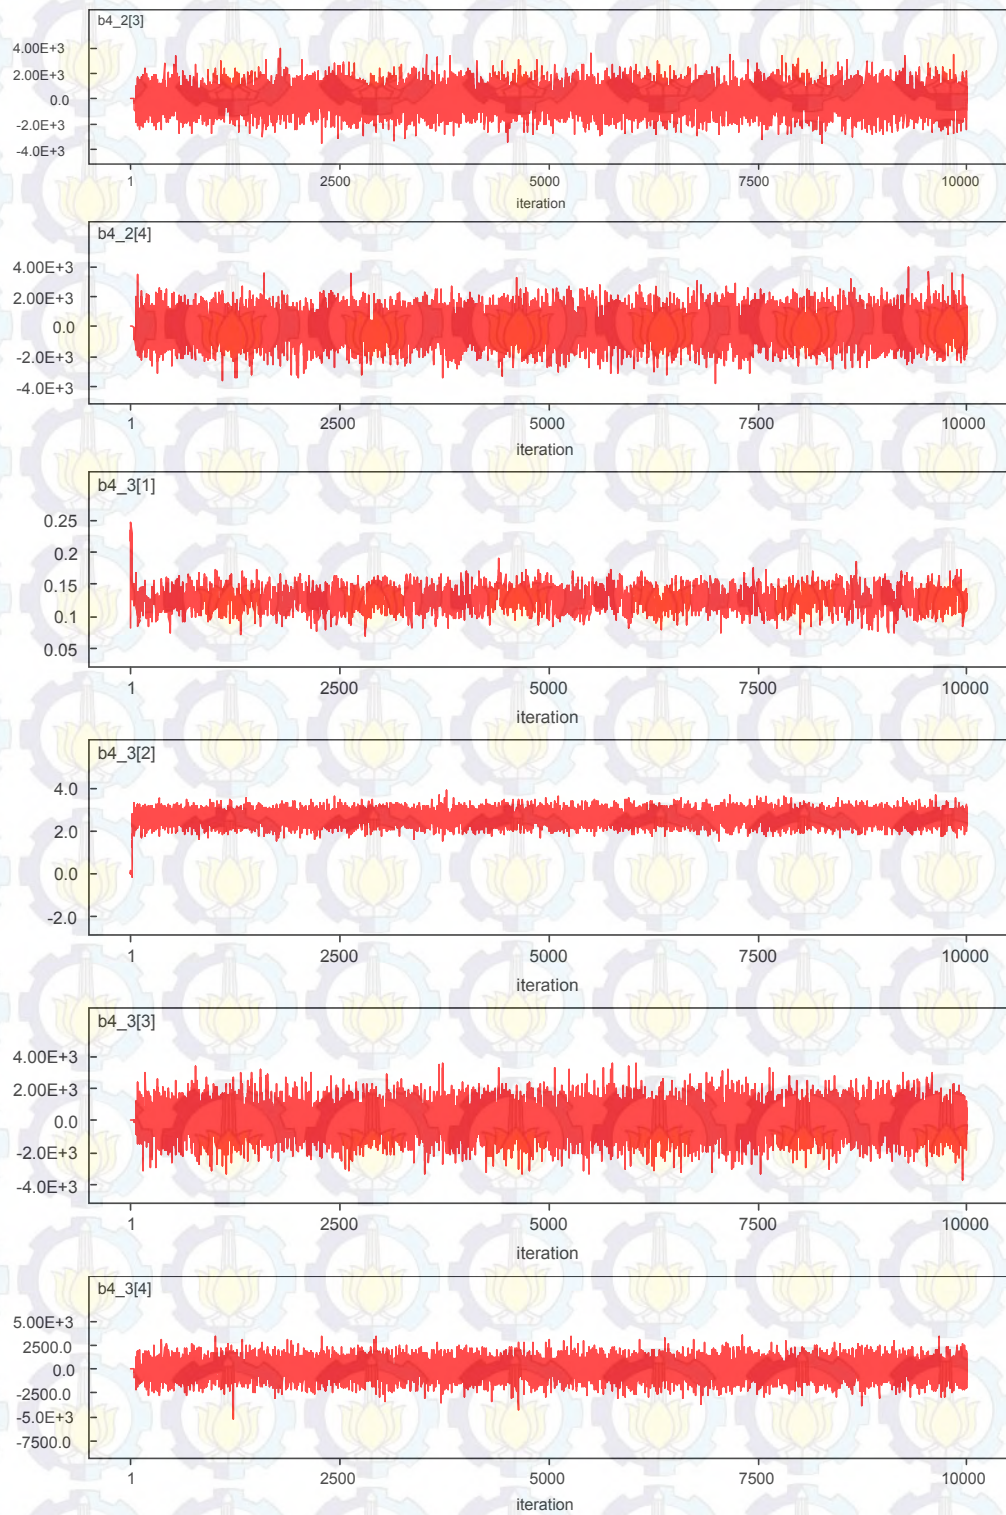 b4_2[3]
4.00E+3
2.00E+3
0.0
-2.0E+3
-4.0E+3
1 2500 5000 7500 10000
iteration
b4_2[4]
4.00E+3
2.00E+3
0.0
-2.0E+3
-4.0E+3
1 2500 5000 7500 10000
iteration
b4_3[1]
0.25
0.2
0.15
0.1
0.05
1 2500 5000 7500 10000
iteration
b4_3[2]
4.0
2.0
0.0
-2.0
1 2500 5000 7500 10000
iteration
b4_3[3]
4.00E+3
2.00E+3
0.0
-2.0E+3
-4.0E+3
1 2500 5000 7500 10000
iteration
b4_3[4]
5.00E+3
2500.0
0.0
-2500.0
-5.0E+3
-7500.0
1 2500 5000 7500 10000
iteration